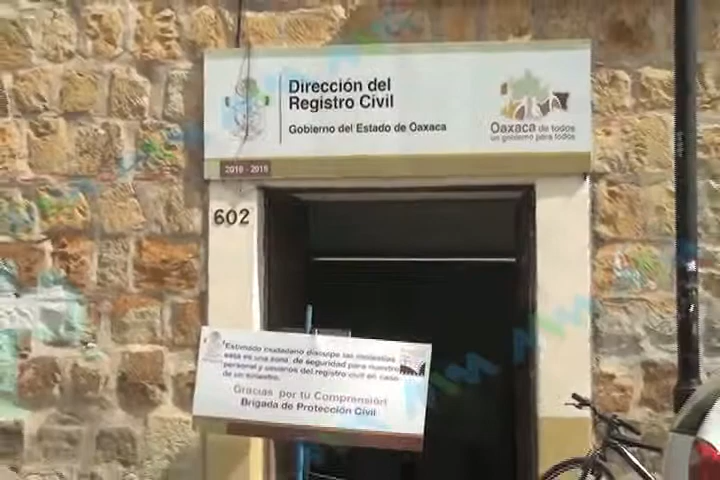 Dirección del
Registro Civil
Gobierno del Estado de Oaxaca
Oaxaca de todos
un gobierno para todos
2016 - 2016
602
Estimado ciudadano disculpe las molestias
esta es una zona de seguridad para nuestro
personal y usuarios del registro civil en caso
de un siniestro.
Gracias por tu Comprensión!
Brigada de Protección Civil